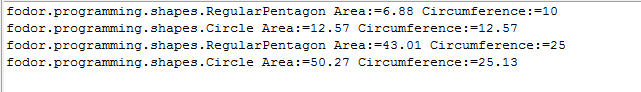 fodor.programming.shapes.RegularPentagon Area:=6.88 Circumference:=10
fodor.programming.shapes.Circle Area:=12.57 Circumference:=12.57
fodor.programming.shapes.RegularPentagon Area:=43.01 Circumference:=25
fodor.programming.shapes.Circle Area:=50.27 Circumference:=25.13